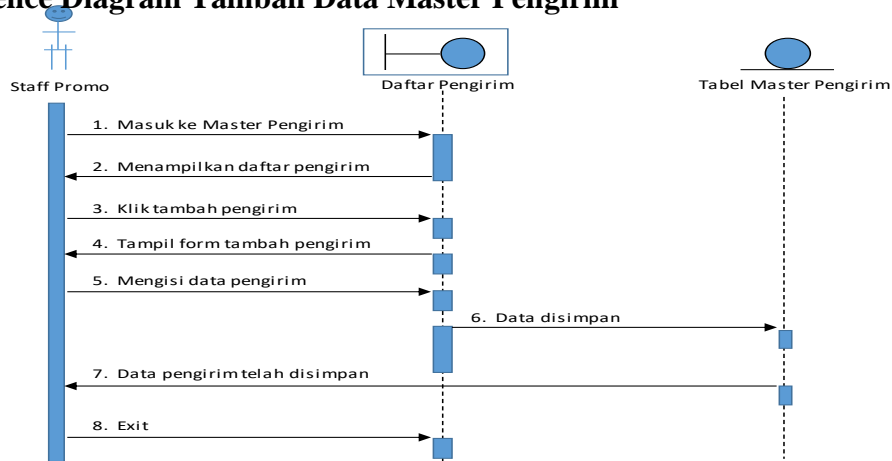 Diagram Tambah Data Master Pengirim
Staff Promo
Daftar Pengirim
Tabel Master Pengirim
1. Masuk ke Master Pengirim
2. Menampilkan daftar pengirim
3. Klik tambah pengirim
4. Tampil form tambah pengirim
5. Mengisi data pengirim
6. Data disimpan
7. Data pengirim telah disimpan
8. Exit